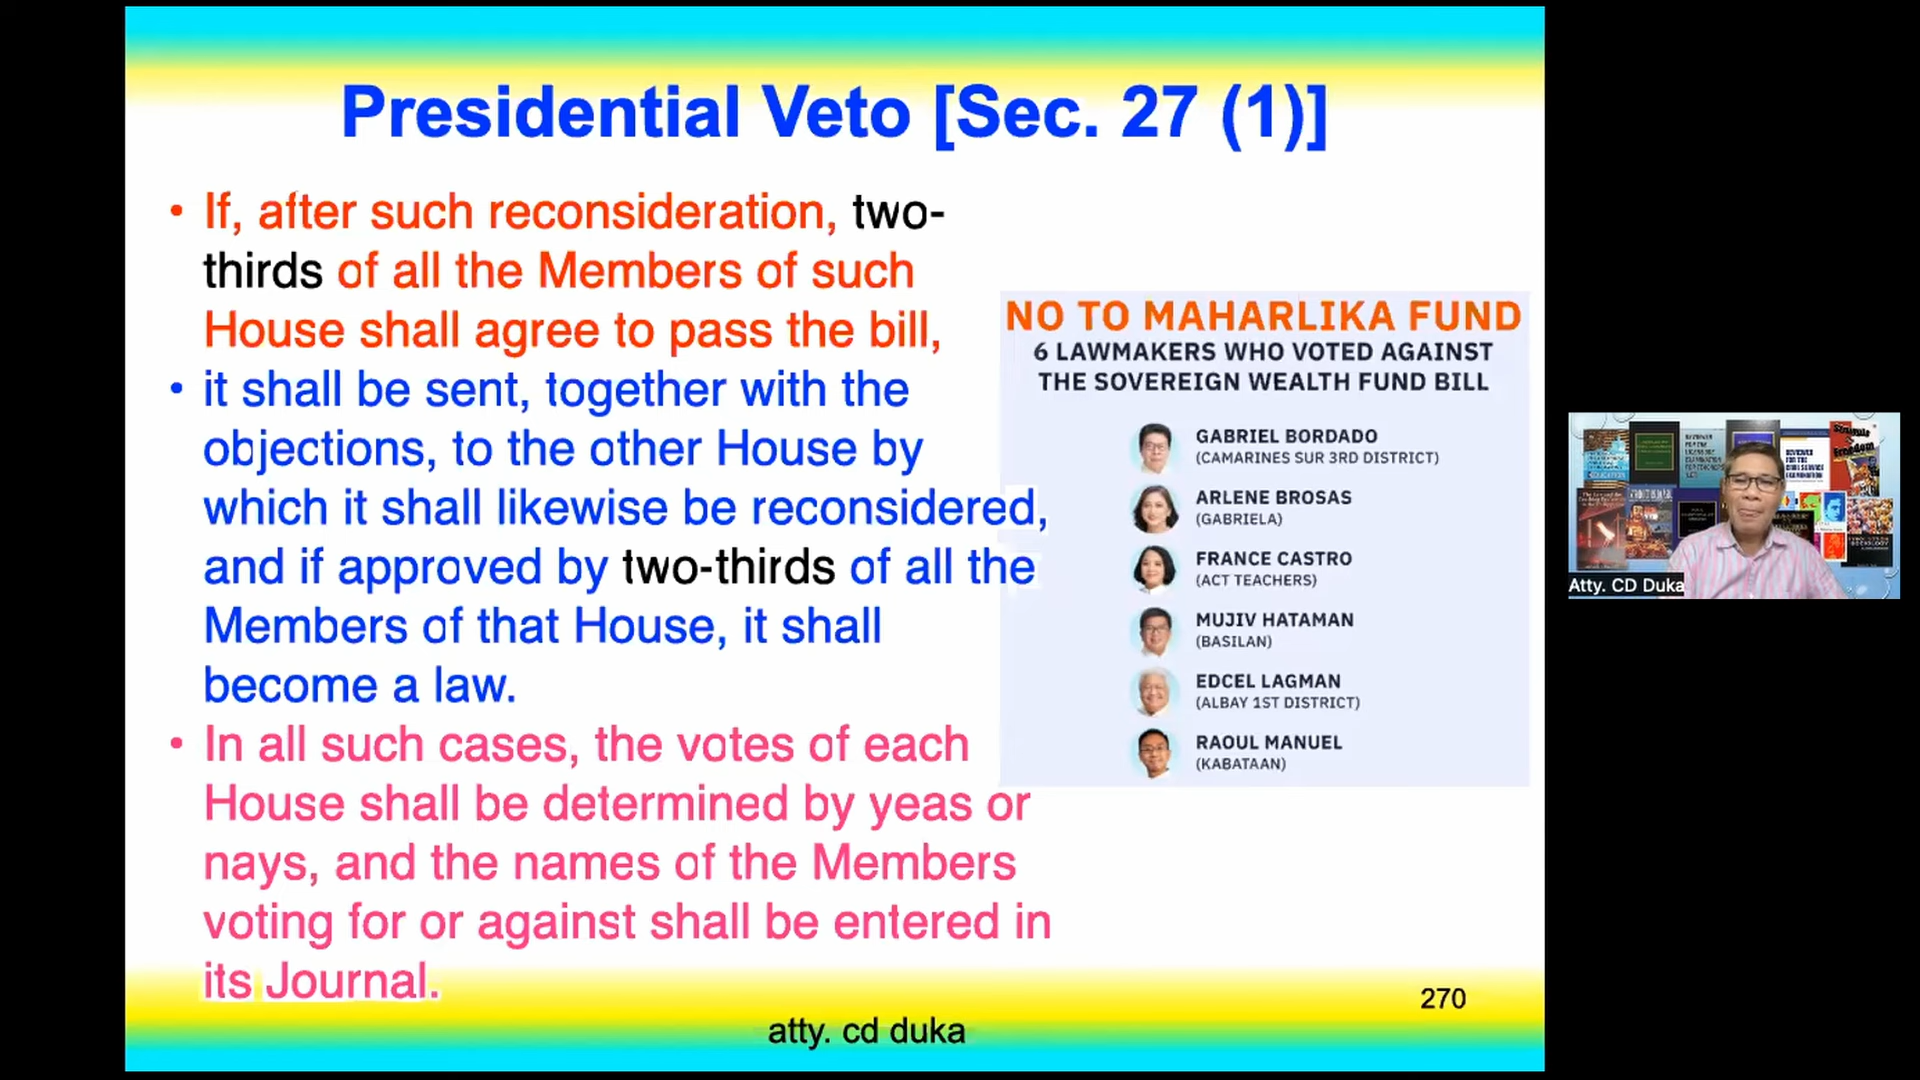 Presidential Veto [Sec. 27 (1)]
• If, after such reconsideration, two-
thirds of all the Members of such
House shall agree to pass the bill,
• it shall be sent, together with the
objections, to the other House by
which it shall likewise be reconsidered,
and if approved by two-thirds of all the
Members of that House, it shall
become a law.
• In all such cases, the votes of each
House shall be determined by yeas or
nays, and the names of the Members
voting for or against shall be entered in
its Journal.
NO TO MAHARLIKA FUND
6 LAWMAKERS WHO VOTED AGAINST
THE SOVEREIGN WEALTH FUND BILL
GABRIEL BORDADO
(CAMARINES SUR 3RD DISTRICT)
ARLENE BROSAS
(GABRIELA)
FRANCE CASTRO
(ACT TEACHERS)
MUJIV HATAMAN
(BASILAN)
EDCEL LAGMAN
(ALBAY 1ST DISTRICT)
RAOUL MANUEL
(KABATAAN)
270
atty. cd duka
Atty. CD Duka